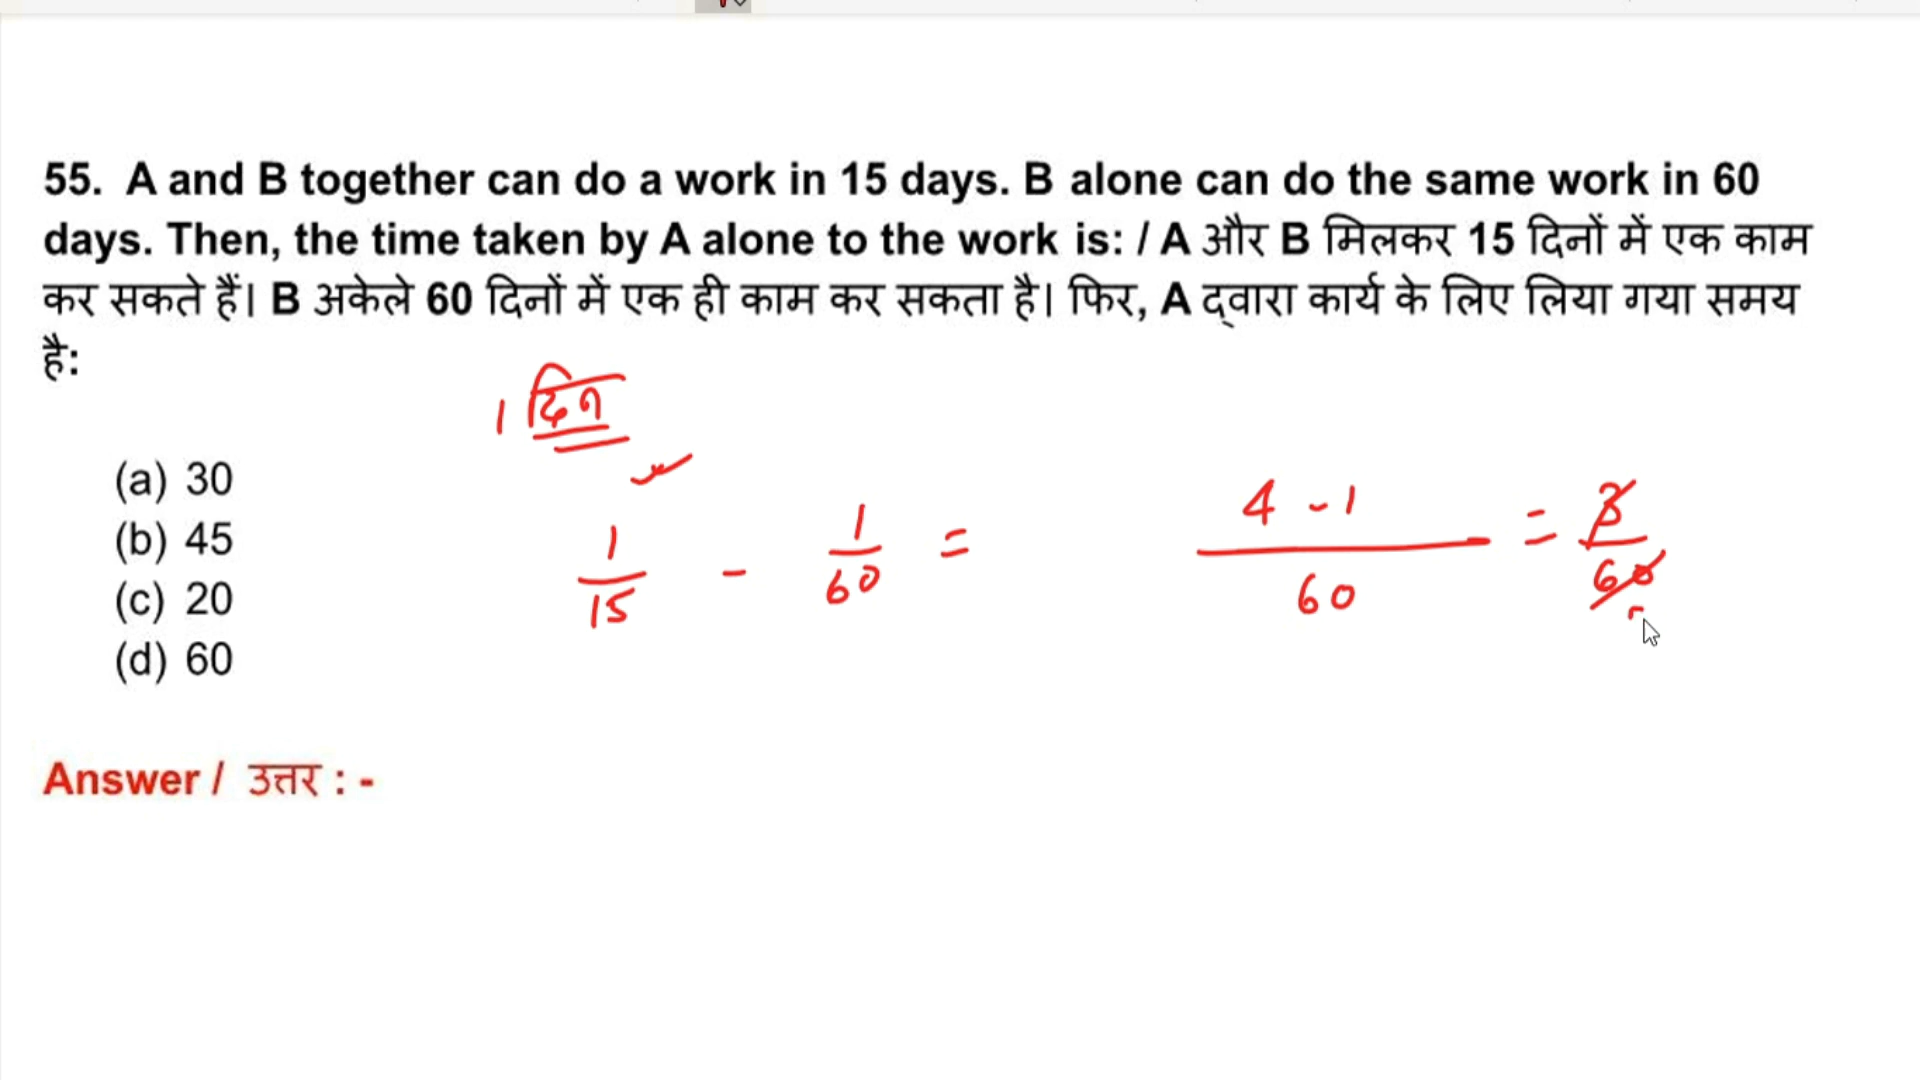 55. A and B together can do a work in 15 days. B alone can do the same work in 60
days. Then, the time taken by A alone to the work is: / A और B मिलकर 15 दिनों में एक काम
कर सकते हैं। B अकेले 60 दिनों में एक ही काम कर सकता है। फिर, A द्वारा कार्य के लिए लिया गया समय
है:
1 दिन
(a) 30
(b) 45
(c) 20
(d) 60
1/15 - 1/60 = 4 - 1/60 = 3/60
Answer / उत्तर : -